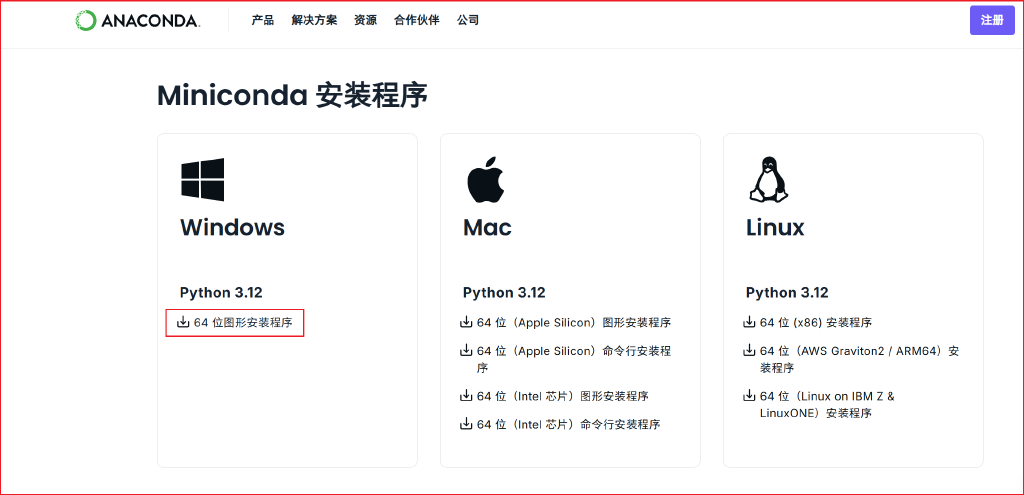 ANACONDA.
产品 解决方案 资源 合作伙伴 公司
注册
Miniconda 安装程序
Windows
Python 3.12
64 位图形安装程序
Mac
Python 3.12
64 位（Apple Silicon）图形安装程序
64 位（Apple Silicon）命令行安装程
序
64 位（Intel 芯片）图形安装程序
64 位（Intel 芯片）命令行安装程序
Linux
Python 3.12
64 位 (x86) 安装程序
64 位（AWS Graviton2 / ARM64）安
装程序
64 位（Linux on IBM Z &
LinuxONE）安装程序